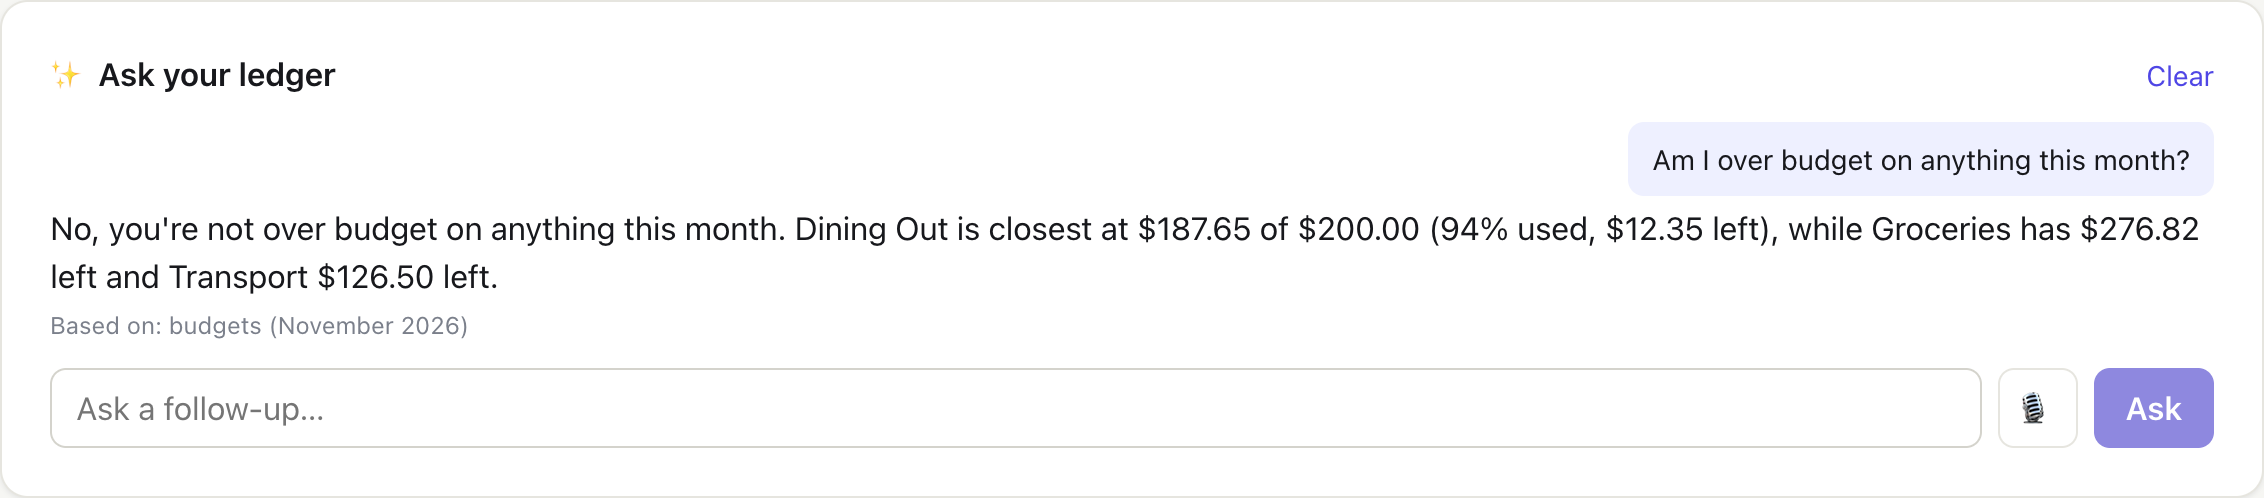 ✨ Ask your ledger
Clear
Am I over budget on anything this month?
No, you're not over budget on anything this month. Dining Out is closest at $187.65 of $200.00 (94% used, $12.35 left), while Groceries has $276.82
left and Transport $126.50 left.
Based on: budgets (November 2026)
Ask a follow-up...
Ask